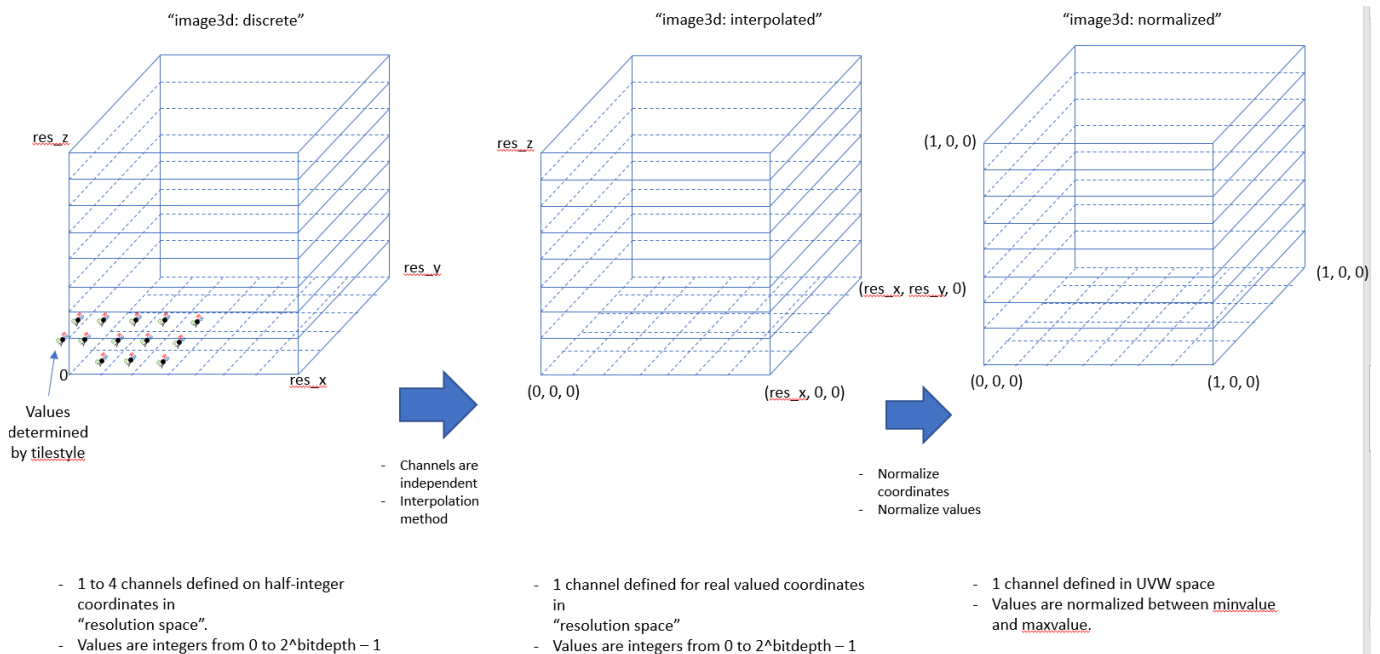 “image3d: discrete”
res_z
res_y
0
res_x
Values
determined
by tilestyle
-  1 to 4 channels defined on half-integer
coordinates in
“resolution space”.
-  Values are integers from 0 to 2^bitdepth – 1
-  Channels are
independent
-  Interpolation
method
“image3d: interpolated”
res_z
(res_x, res_y, 0)
(0, 0, 0)
(res_x, 0, 0)
-  1 channel defined for real valued coordinates
in
“resolution space”
-  Values are integers from 0 to 2^bitdepth – 1
-  Normalize
coordinates
-  Normalize values
“image3d: normalized”
(1, 0, 0)
(1, 0, 0)
(0, 0, 0)
(1, 0, 0)
-  1 channel defined in UVW space
-  Values are normalized between minvalue
and maxvalue.